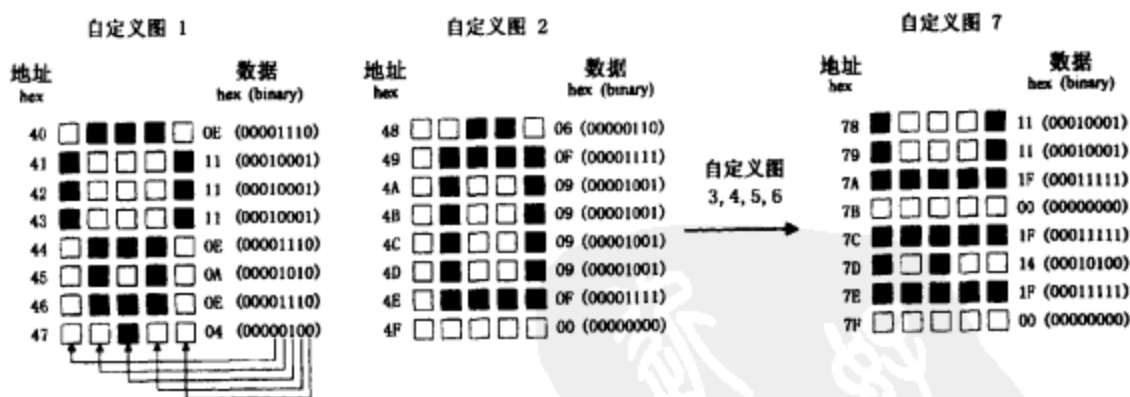 自定义图 1
地址 数据
hex hex (binary)
40 0E (00001110)
41 11 (00010001)
42 11 (00010001)
43 11 (00010001)
44 0E (00001110)
45 0A (00001010)
46 0E (00001110)
47 04 (00000100)
自定义图 2
地址 数据
hex hex (binary)
48 06 (00000110)
49 0F (00001111)
4A 09 (00001001)
4B 09 (00001001)
4C 09 (00001001)
4D 09 (00001001)
4E 0F (00001111)
4F 00 (00000000)
自定义图
3, 4, 5, 6
自定义图 7
地址 数据
hex hex (binary)
78 11 (00010001)
79 11 (00010001)
7A 1F (00011111)
7B 00 (00000000)
7C 1F (00011111)
7D 14 (00010100)
7E 1F (00011111)
7F 00 (00000000)